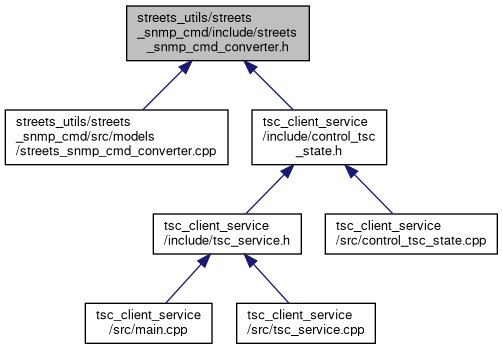 streets_utils/streets
_snmp_cmd/include/streets
_snmp_cmd_converter.h
streets_utils/streets
_snmp_cmd/src/models
/streets_snmp_cmd_converter.cpp
tsc_client_service
/include/control_tsc
_state.h
tsc_client_service
/include/tsc_service.h
tsc_client_service
/src/control_tsc_state.cpp
tsc_client_service
/src/main.cpp
tsc_client_service
/src/tsc_service.cpp